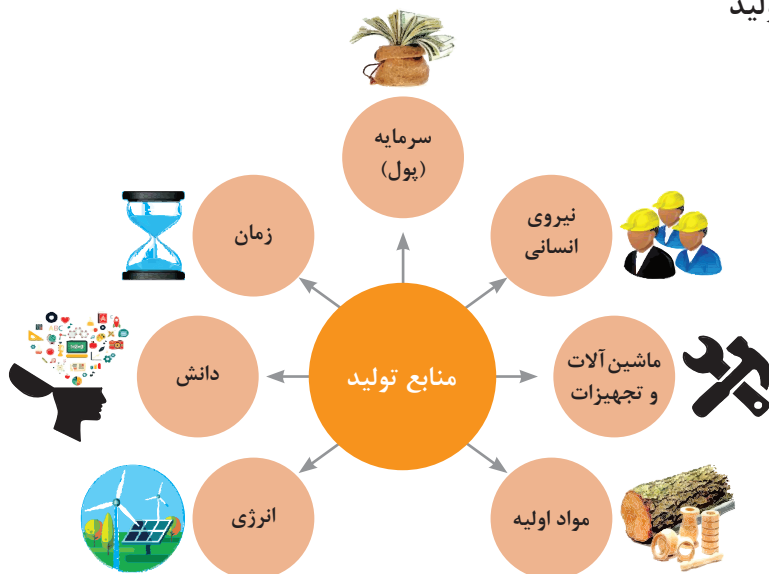 سرمایه
(پول)
نیروی
انسانی
زمان
ماشین‌آلات
و تجهیزات
منابع تولید
دانش
مواد اولیه
انرژی